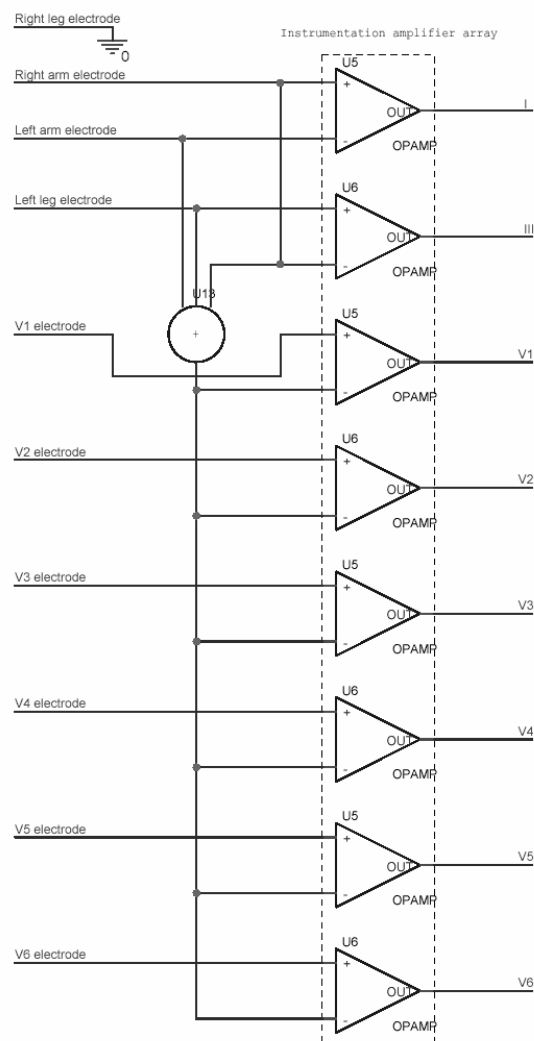 Right leg electrode
0
Instrumentation amplifier array
Right arm electrode
U5
+
OUT
I
Left arm electrode
-
OPAMP
Left leg electrode
U6
+
OUT
III
-
OPAMP
U13
+
V1 electrode
U5
+
OUT
V1
-
OPAMP
V2 electrode
U6
+
OUT
V2
-
OPAMP
V3 electrode
U5
+
OUT
V3
-
OPAMP
V4 electrode
U6
+
OUT
V4
-
OPAMP
V5 electrode
U5
+
OUT
V5
-
OPAMP
V6 electrode
U6
+
OUT
V6
-
OPAMP